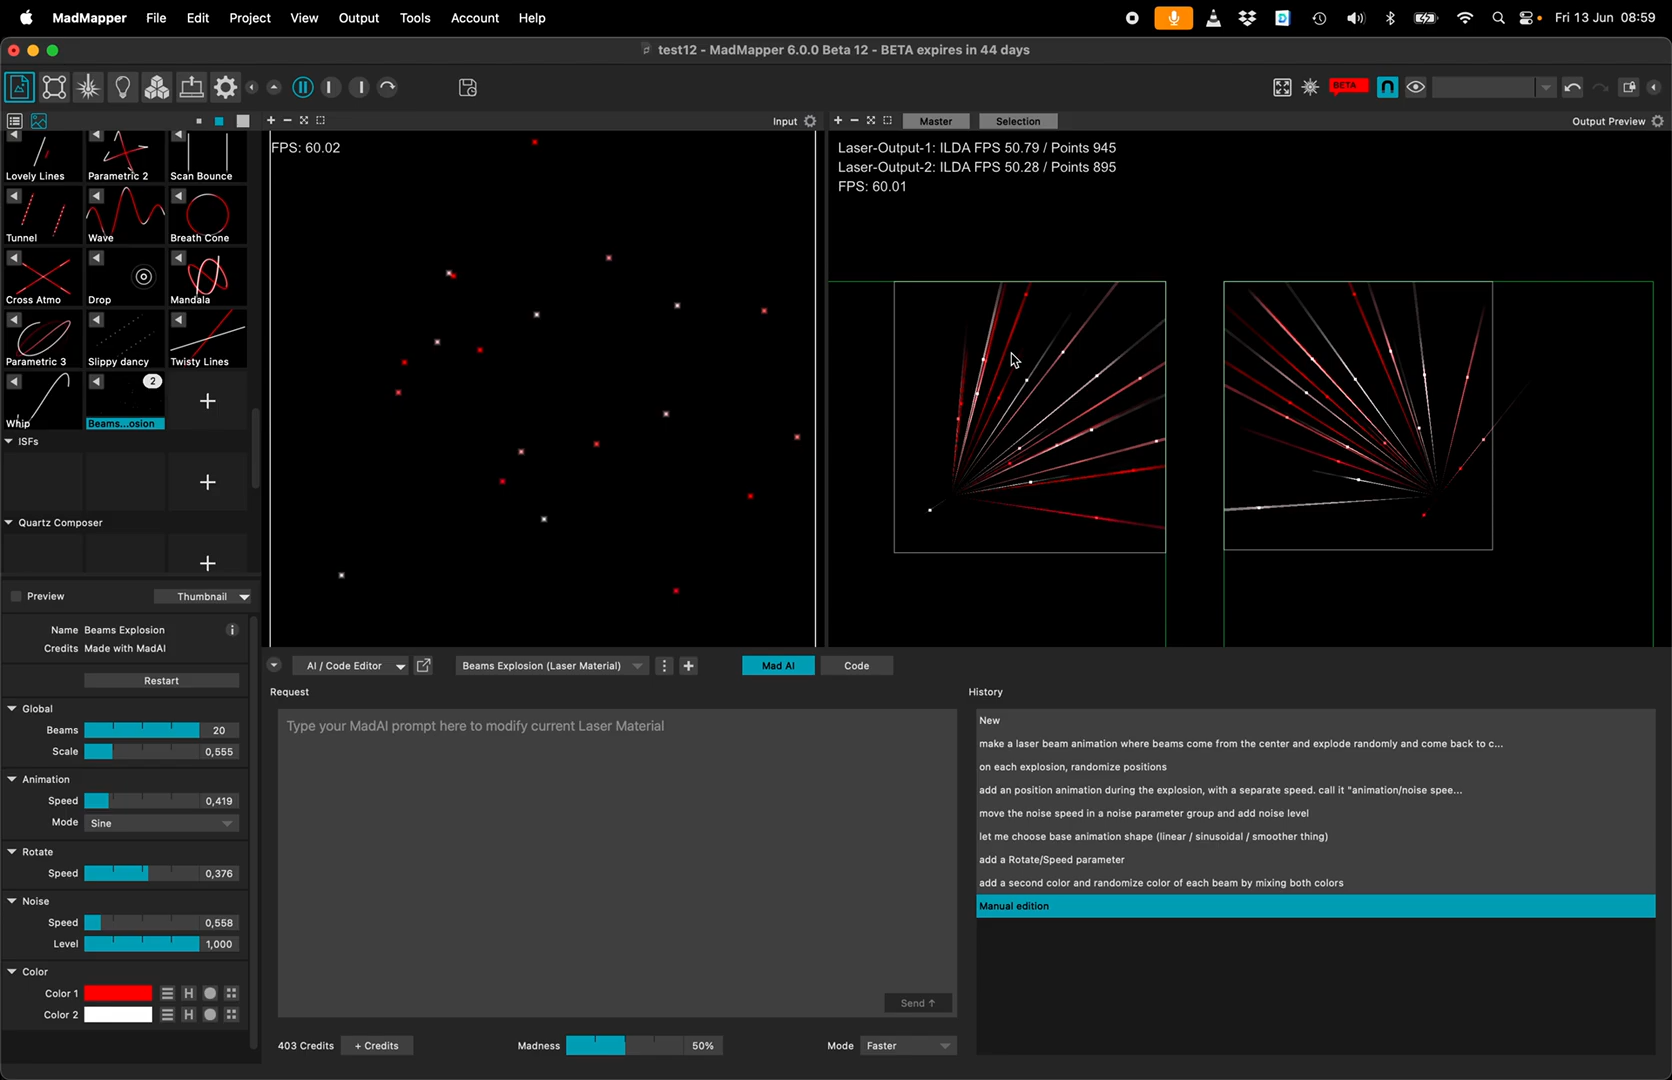 MadMapper File Edit Project View Output Tools Account Help Fri 13 Jun 08:59
test12 - MadMapper 6.0.0 Beta 12 - BETA expires in 44 days
BETA
Input Master Selection Output Preview
FPS: 60.02
Laser-Output-1: ILDA FPS 50.79 / Points 945
Laser-Output-2: ILDA FPS 50.28 / Points 895
FPS: 60.01
Lovely Lines Parametric 2 Scan Bounce
Tunnel Wave Breath Cone
Cross Atmo Drop Mandala
Parametric 3 Slippy dancy Twisty Lines
2
Whip Beams...osion
ISFs
Quartz Composer
Preview Thumbnail
Name Beams Explosion
Credits Made with MadAI
Restart
Global
Beams 20
Scale 0,555
Animation
Speed 0,419
Mode Sine
Rotate
Speed 0,376
Noise
Speed 0,558
Level 1,000
Color
Color 1
Color 2
AI / Code Editor Beams Explosion (Laser Material) Mad AI Code
Request
Type your MadAI prompt here to modify current Laser Material
Send ↑
403 Credits + Credits Madness 50% Mode Faster
History
New
make a laser beam animation where beams come from the center and explode randomly and come back to c...
on each explosion, randomize positions
add an position animation during the explosion, with a separate speed. call it "animation/noise spee...
move the noise speed in a noise parameter group and add noise level
let me choose base animation shape (linear / sinusoidal / smoother thing)
add a Rotate/Speed parameter
add a second color and randomize color of each beam by mixing both colors
Manual edition